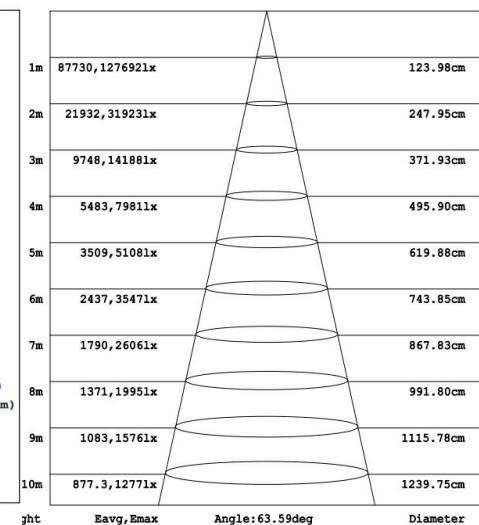 1m 87730,127692lx 123.98cm
2m 21932,31923lx 247.95cm
3m 9748,14188lx 371.93cm
4m 5483,7981lx 495.90cm
5m 3509,5108lx 619.88cm
6m 2437,3547lx 743.85cm
7m 1790,2606lx 867.83cm
)
8m 1371,1995lx 991.80cm
m)
9m 1083,1576lx 1115.78cm
10m 877.3,1277lx 1239.75cm
ght Eavg,Emax Angle:63.59deg Diameter